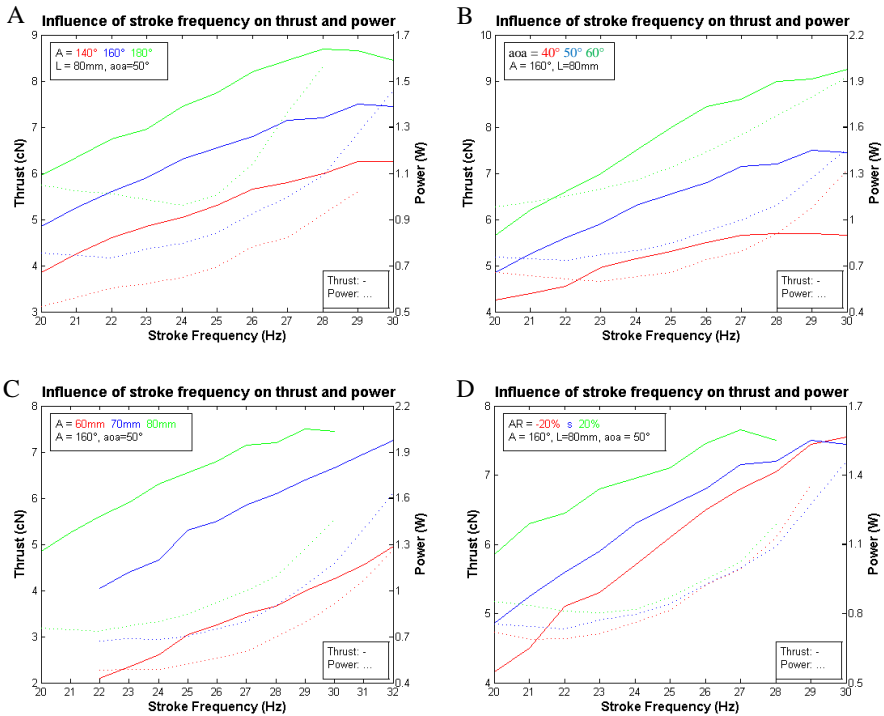 A
Influence of stroke frequency on thrust and power
A = 140° 160° 180°
L = 80mm, aoa=50°
Thrust: -
Power: ...
Thrust (cN)
9
8
7
6
5
4
3
Power (W)
1.7
1.5
1.3
1.1
0.9
0.7
0.5
20 21 22 23 24 25 26 27 28 29 30
Stroke Frequency (Hz)
B
Influence of stroke frequency on thrust and power
aoa = 40° 50° 60°
A = 160°, L=80mm
Thrust: -
Power: ...
Thrust (cN)
10
9
8
7
6
5
4
Power (W)
2.2
1.9
1.6
1.3
1
0.7
0.4
20 21 22 23 24 25 26 27 28 29 30
Stroke Frequency (Hz)
C
Influence of stroke frequency on thrust and power
A = 60mm 70mm 80mm
A = 160°, aoa=50°
Thrust: -
Power: ...
Thrust (cN)
8
7
6
5
4
3
2
Power (W)
2.2
2
1.6
1.3
1
0.7
0.4
20 21 22 23 24 25 26 27 28 29 30 31 32
Stroke Frequency (Hz)
D
Influence of stroke frequency on thrust and power
AR = -20% s 20%
A = 160°, L=80mm, aoa = 50°
Thrust: -
Power: ...
Thrust (cN)
8
7
6
5
4
Power (W)
1.7
1.4
1.1
0.8
0.5
20 21 22 23 24 25 26 27 28 29 30
Stroke Frequency (Hz)